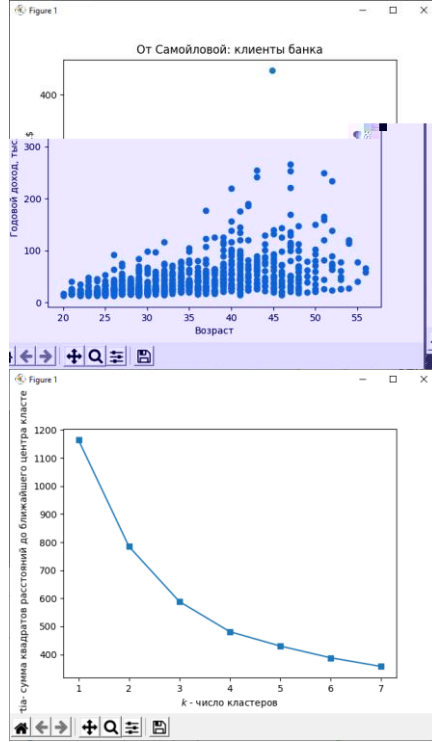 Figure 1
От Самойловой: клиенты банка
400
300
200
100
0
Годовой доход, тыс.
20 25 30 35 40 45 50 55
Возраст
Figure 1
1200
1100
1000
900
800
700
600
500
400
tia- сумма квадратов расстояний до ближайшего центра класте
1 2 3 4 5 6 7
k - число кластеров